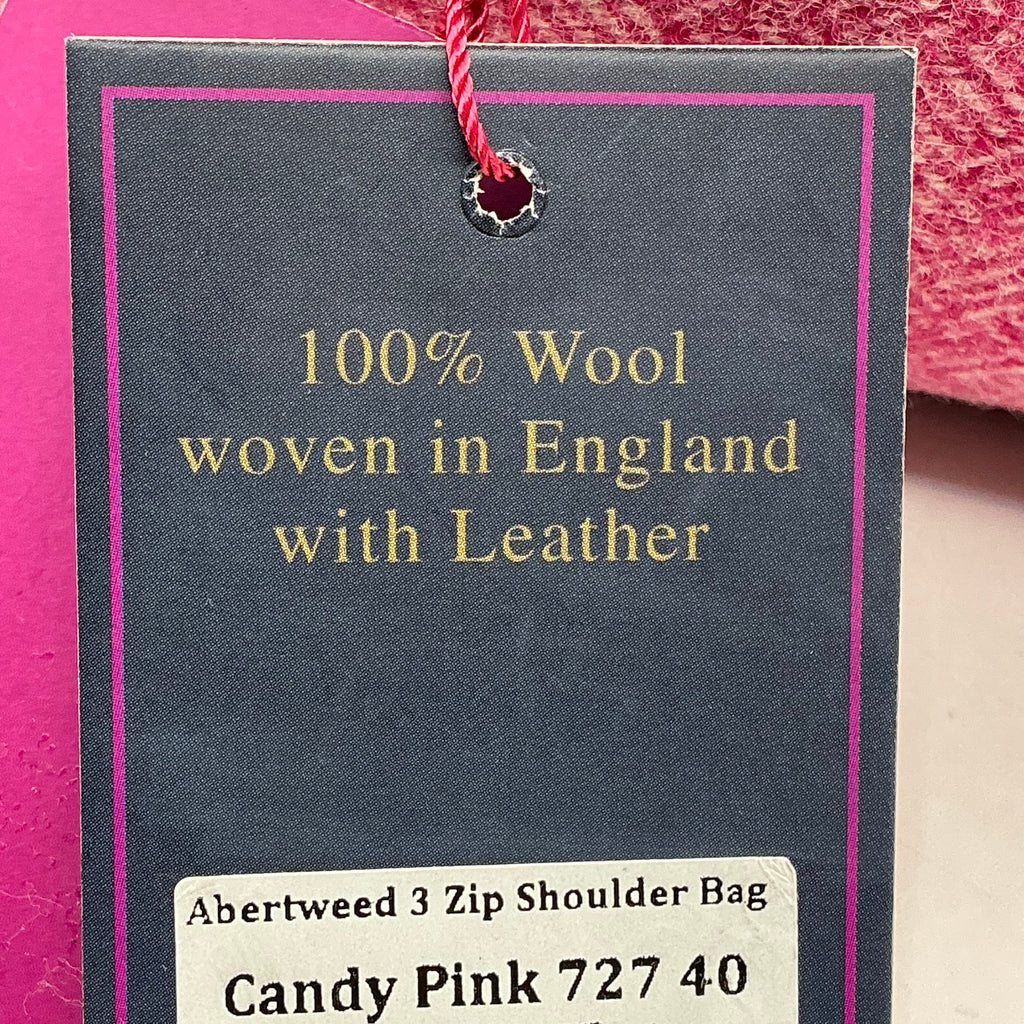 100% Wool
woven in England
with Leather
Abertweed 3 Zip Shoulder Bag
Candy Pink 727 40